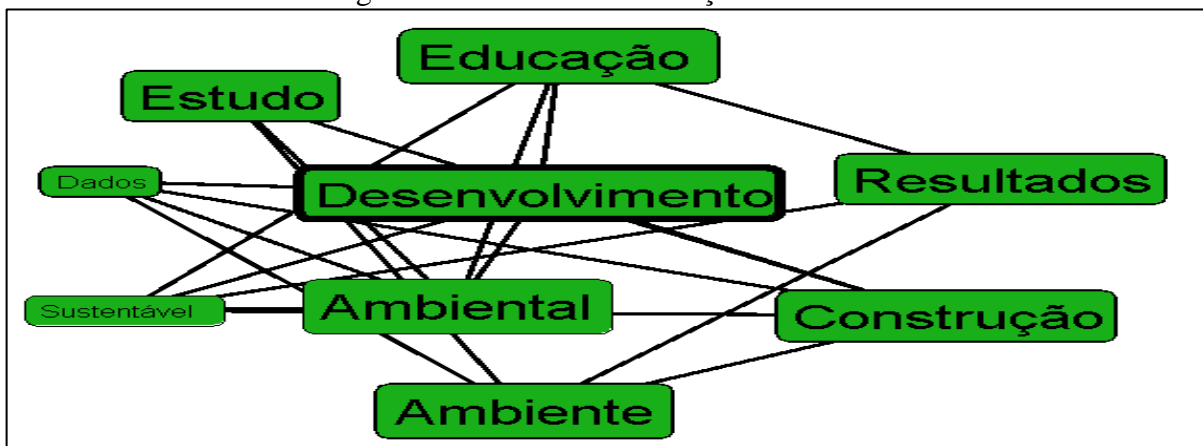 Educação
Estudo
Dados
Desenvolvimento
Resultados
Sustentável
Ambiental
Construção
Ambiente